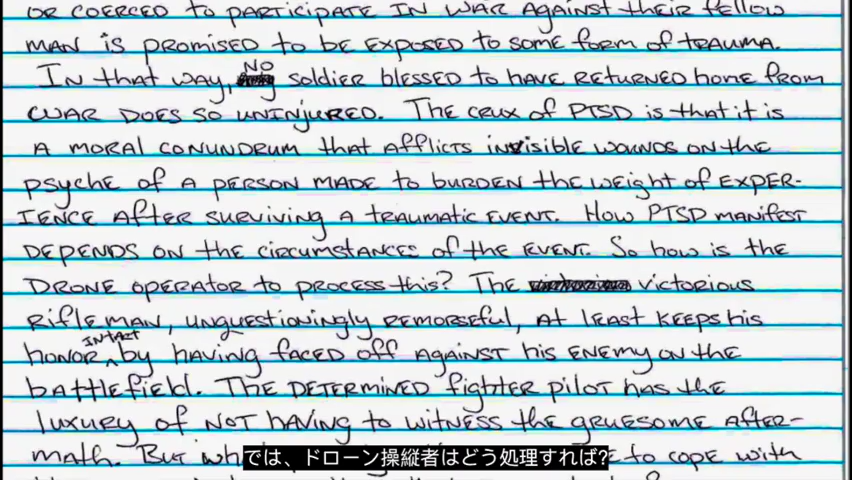 OR COERCED TO PARTICIPATE IN WAR AGAINST THEIR FELLOW
MAN IS PROMISED TO BE EXPOSED TO SOME FORM OF TRAUMA.
IN THAT WAY, NO SOLDIER BLESSED TO HAVE RETURNED HOME FROM
WAR DOES SO UNINJURED. THE CRUX OF PTSD IS THAT IT IS
A MORAL CONUNDRUM THAT AFFLICTS INVISIBLE WOUNDS ON THE
PSYCHE OF A PERSON MADE TO BURDEN THE WEIGHT OF EXPER-
IENCE AFTER SURVIVING A TRAUMATIC EVENT. HOW PTSD MANIFEST
DEPENDS ON THE CIRCUMSTANCES OF THE EVENT. SO HOW IS THE
DRONE OPERATOR TO PROCESS THIS? THE VICTORIOUS
RIFLEMAN, UNQUESTIONINGLY REMORSEFUL, AT LEAST KEEPS HIS
HONOR INTACT BY HAVING FACED OFF AGAINST HIS ENEMY ON THE
BATTLEFIELD. THE DETERMINED FIGHTER PILOT HAS THE
LUXURY OF NOT HAVING TO WITNESS THE GRUESOME AFTER-
MATH. BUT TO COPE WITH
では、ドローン操縦者はどう処理すれば?